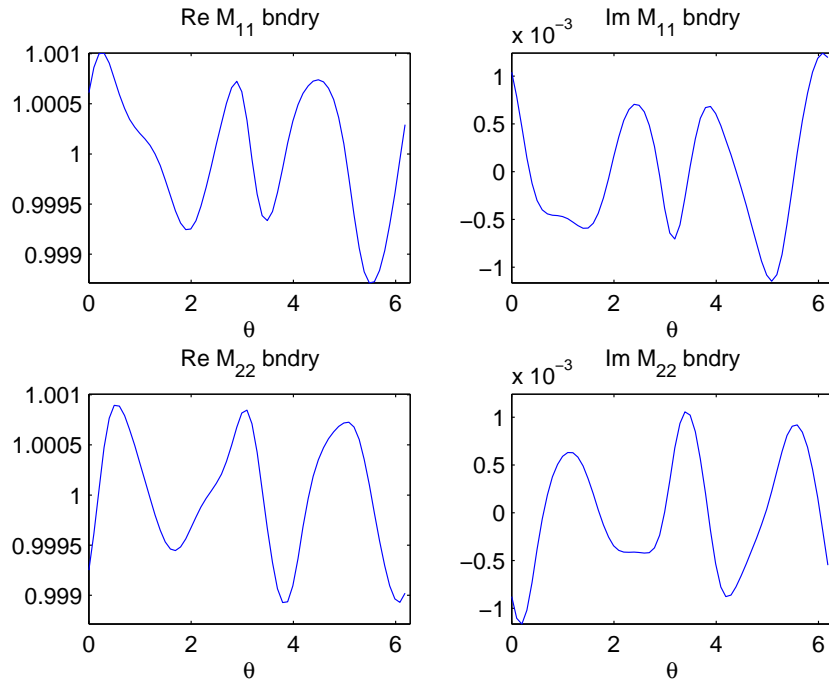 Re M₁₁ bndry
1.001
1.0005
1
0.9995
0.999
0 2 4 6
θ
Im M₁₁ bndry
x 10⁻³
1
0.5
0
−0.5
−1
0 2 4 6
θ
Re M₂₂ bndry
1.001
1.0005
1
0.9995
0.999
0 2 4 6
θ
Im M₂₂ bndry
x 10⁻³
1
0.5
0
−0.5
−1
0 2 4 6
θ